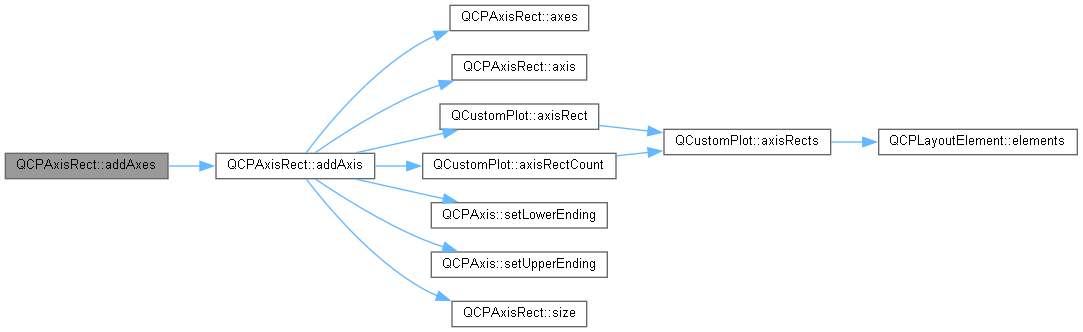 QCPAxisRect::addAxes
QCPAxisRect::addAxis
QCPAxisRect::axes
QCPAxisRect::axis
QCustomPlot::axisRect
QCustomPlot::axisRectCount
QCPAxis::setLowerEnding
QCPAxis::setUpperEnding
QCPAxisRect::size
QCustomPlot::axisRects
QCPLayoutElement::elements